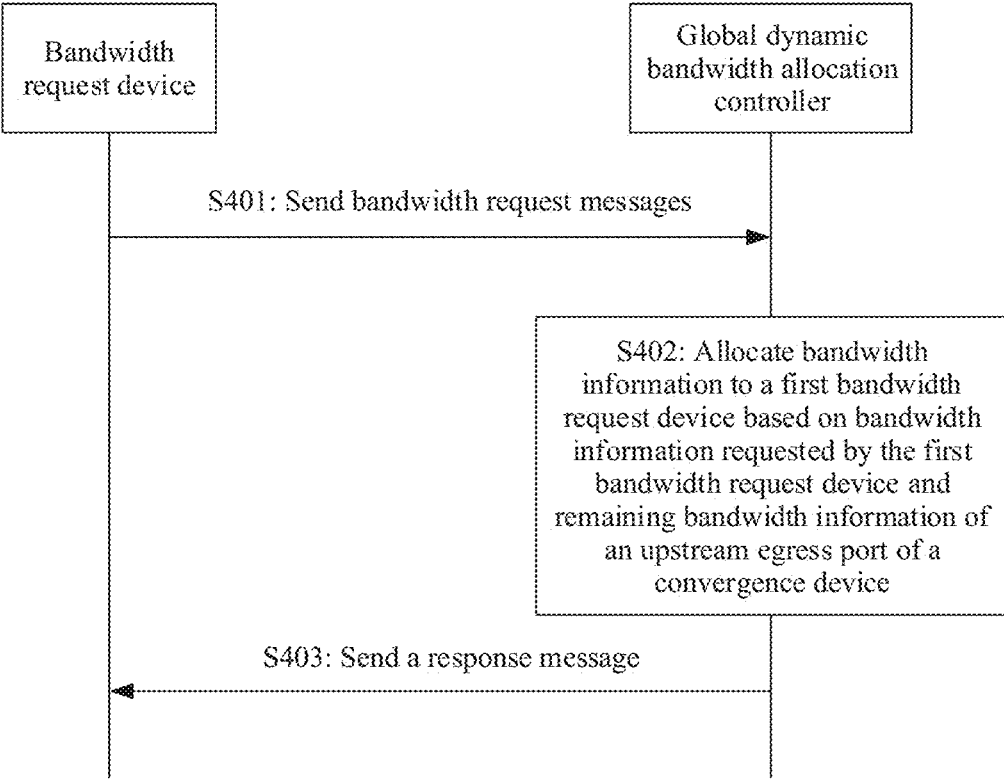 Bandwidth
request device
Global dynamic
bandwidth allocation
controller
S401: Send bandwidth request messages
S402: Allocate bandwidth
information to a first bandwidth
request device based on bandwidth
information requested by the first
bandwidth request device and
remaining bandwidth information of
an upstream egress port of a
convergence device
S403: Send a response message